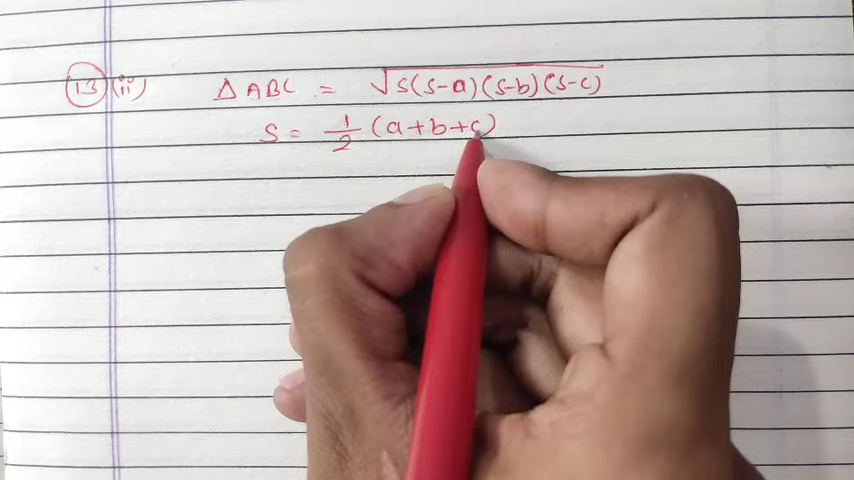 13 (ii) Δ ABC = √s(s-a)(s-b)(s-c)
S = 1/2 (a+b+c)